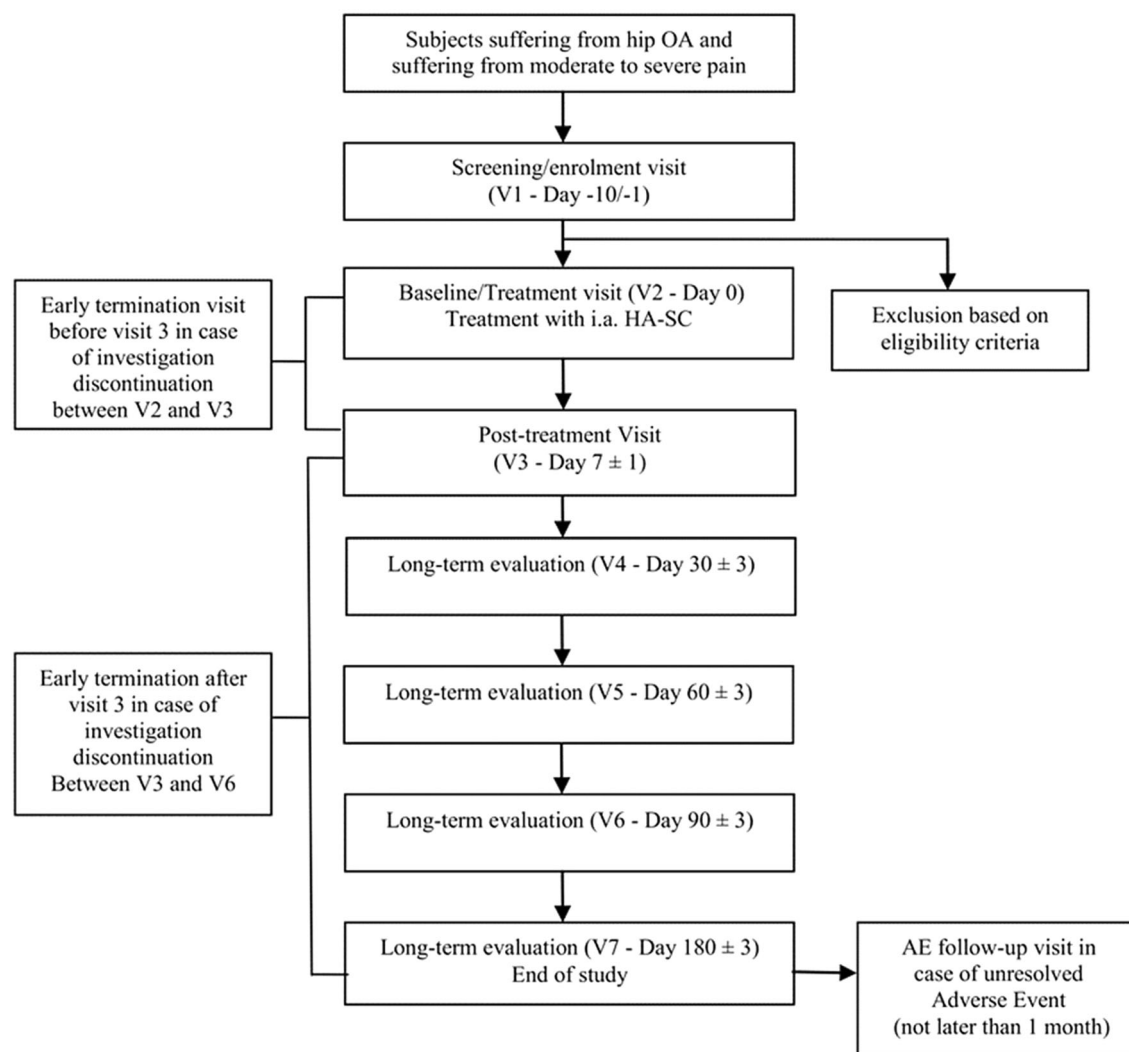 Subjects suffering from hip OA and
suffering from moderate to severe pain
Screening/enrolment visit
(V1 - Day -10/-1)
Early termination visit
before visit 3 in case
of investigation
discontinuation
between V2 and V3
Baseline/Treatment visit (V2 - Day 0)
Treatment with i.a. HA-SC
Exclusion based on
eligibility criteria
Post-treatment Visit
(V3 - Day 7 ± 1)
Long-term evaluation (V4 - Day 30 ± 3)
Early termination after
visit 3 in case of
investigation
discontinuation
Between V3 and V6
Long-term evaluation (V5 - Day 60 ± 3)
Long-term evaluation (V6 - Day 90 ± 3)
Long-term evaluation (V7 - Day 180 ± 3)
End of study
AE follow-up visit in
case of unresolved
Adverse Event
(not later than 1 month)